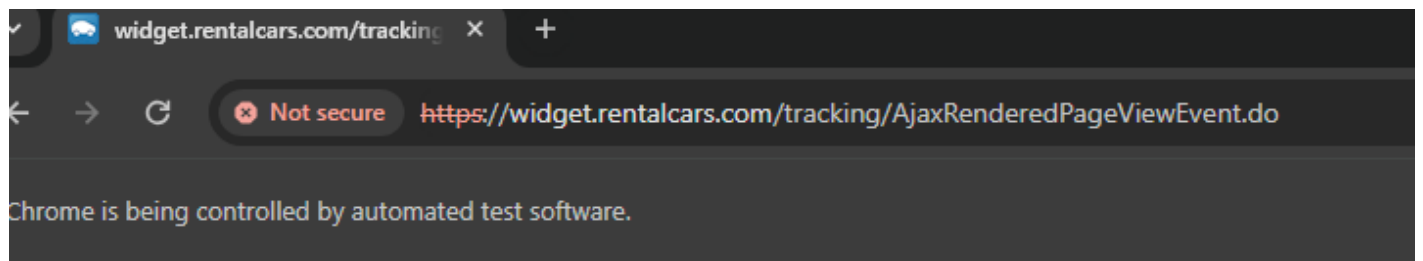 widget.rentalcars.com/tracking
Not secure https://widget.rentalcars.com/tracking/AjaxRenderedPageViewEvent.do
Chrome is being controlled by automated test software.